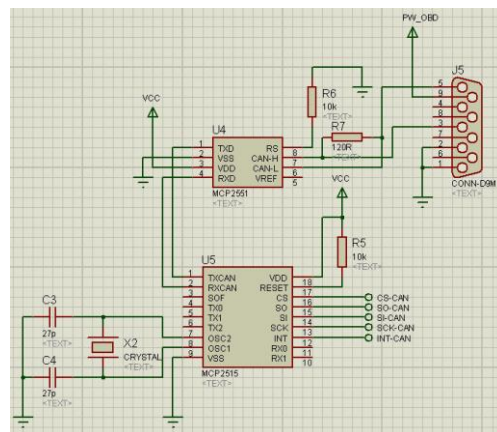 PW_OBD
J5
5
9
4
8
3
7
2
6
1
CONN-D9M
<TEXT>
R6
10k
<TEXT>
R7
120R
<TEXT>
VCC
U4
1 TXD RS 8
2 VSS CAN-H 7
3 VDD CAN-L 6
4 RXD VREF 5
MCP2551
<TEXT>
VCC
R5
10k
<TEXT>
U5
1 TXCAN VDD 18
2 RXCAN RESET 17
3 SOF CS 16
4 TX0 SO 15
5 TX1 SI 14
6 TX2 SCK 13
7 OSC2 INT 12
8 OSC1 RX0 11
9 VSS RX1 10
MCP2515
<TEXT>
CS-CAN
SO-CAN
SI-CAN
SCK-CAN
INT-CAN
C3
27p
<TEXT>
X2
CRYSTAL
<TEXT>
C4
27p
<TEXT>